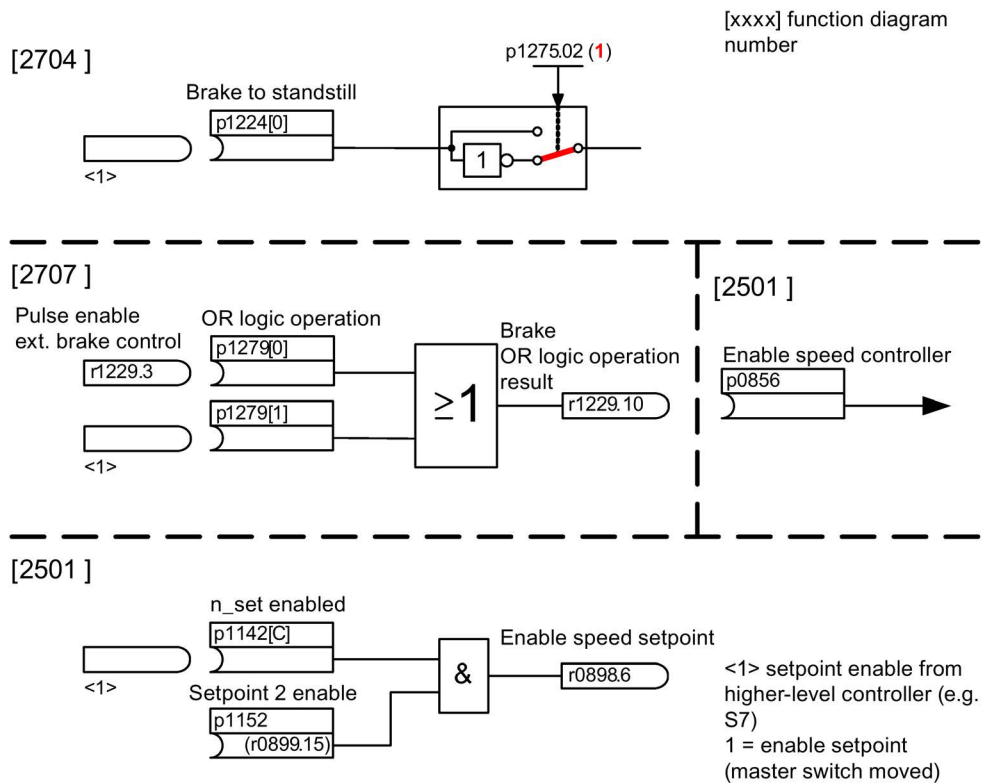 [xxxx] function diagram
number
[2704 ]
p1275.02 (1)
Brake to standstill
p1224[0]
1
<1>
[2707 ]
[2501 ]
Pulse enable
ext. brake control
OR logic operation
Brake
OR logic operation
result
Enable speed controller
r1229.3
p1279[0]
≥1
r1229.10
p0856
p1279[1]
<1>
[2501 ]
n_set enabled
p1142[C]
&
Enable speed setpoint
r0898.6
<1>
Setpoint 2 enable
p1152
(r0899.15)
<1> setpoint enable from
higher-level controller (e.g.
S7)
1 = enable setpoint
(master switch moved)